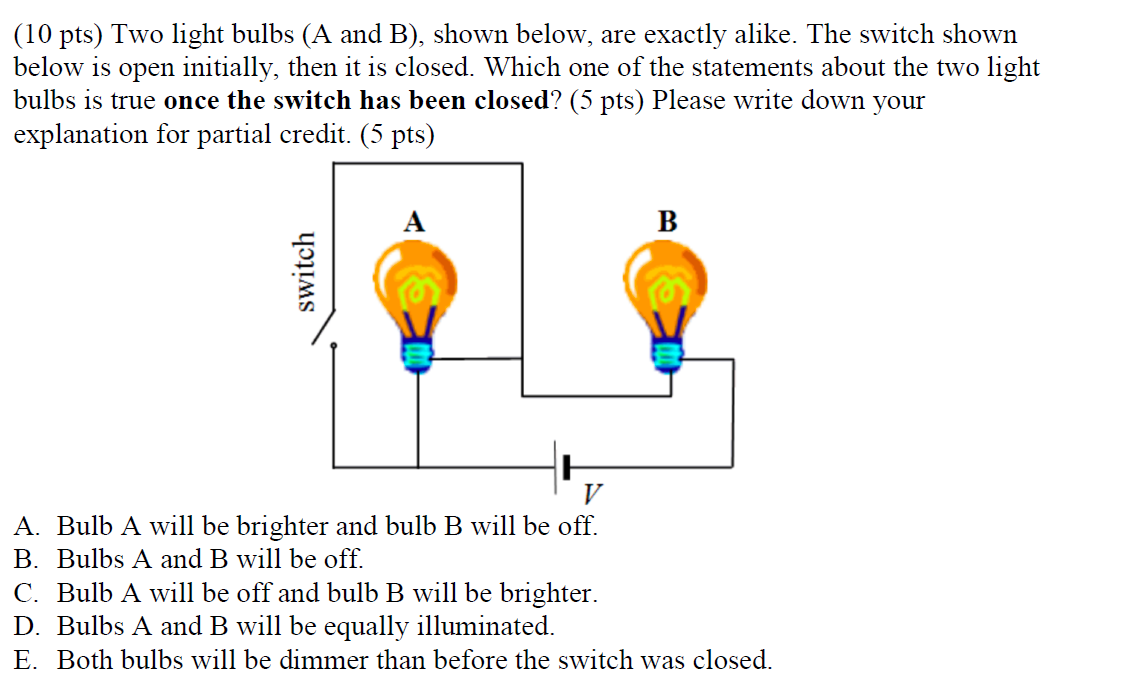 (10 pts) Two light bulbs (A and B), shown below, are exactly alike. The switch shown
below is open initially, then it is closed. Which one of the statements about the two light
bulbs is true once the switch has been closed? (5 pts) Please write down your
explanation for partial credit. (5 pts)
A
B
switch
V
A. Bulb A will be brighter and bulb B will be off.
B. Bulbs A and B will be off.
C. Bulb A will be off and bulb B will be brighter.
D. Bulbs A and B will be equally illuminated.
E. Both bulbs will be dimmer than before the switch was closed.